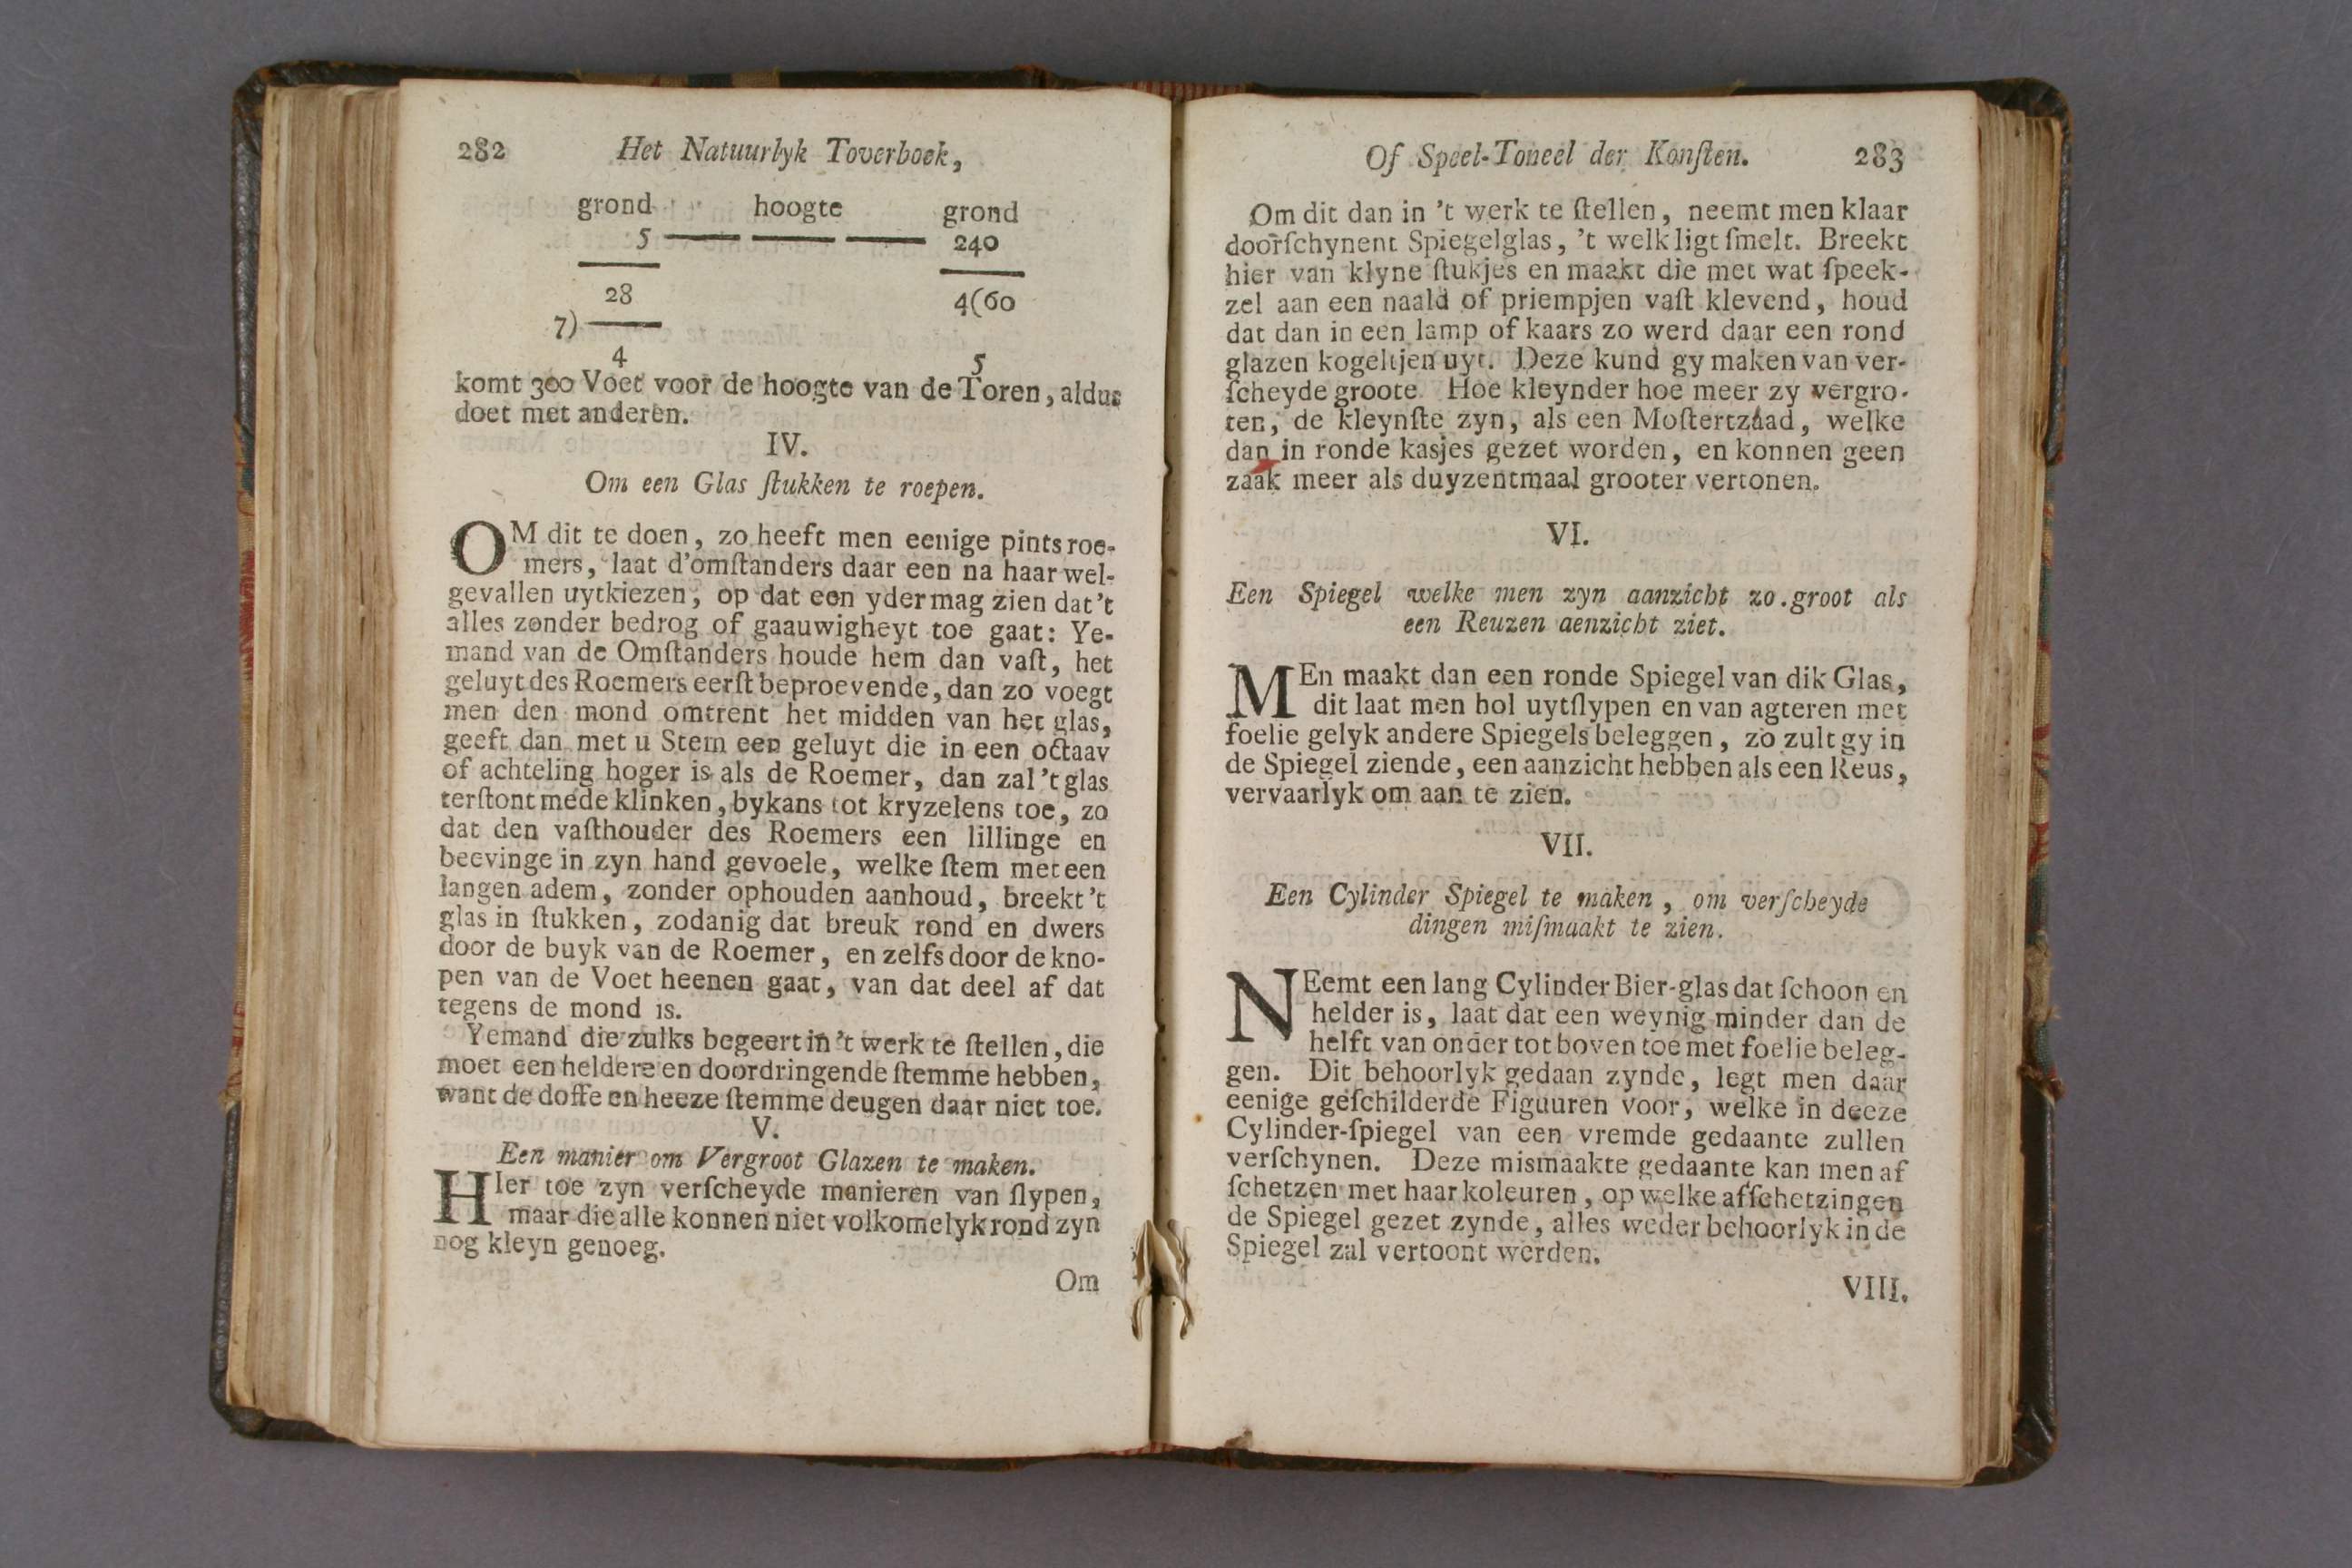 282 Het Natuurlyk Toverboek,
grond hoogte grond
5 — — — 240
28 4(60
7)
4 5
komt 300 Voet voor de hoogte van de Toren, aldus
doet met anderen.
IV.
Om een Glas ſtukken te roepen.
OM dit te doen, zo heeft men eenige pints roe-
mers, laat d'omſtanders daar een na haar wel-
gevallen uytkiezen, op dat een yder mag zien dat 't
alles zonder bedrog of gaauwigheyt toe gaat: Ye-
mand van de Omſtanders houde hem dan vaſt, het
geluyt des Roemers eerſt beproevende, dan zo voegt
men den mond omtrent het midden van het glas,
geeft dan met u Stem een geluyt die in een octaav
of achteling hoger is als de Roemer, dan zal 't glas
terſtont mede klinken, bykans tot kryzelens toe, zo
dat den vaſthouder des Roemers een lillinge en
beevinge in zyn hand gevoele, welke ſtem met een
langen adem, zonder ophouden aanhoud, breekt 't
glas in ſtukken, zodanig dat breuk rond en dwers
door de buyk van de Roemer, en zelfs door de kno-
pen van de Voet heenen gaat, van dat deel af dat
tegens de mond is.
Yemand die zulks begeert in 't werk te ſtellen, die
moet een heldere en doordringende ſtemme hebben,
want de doffe en heeze ſtemme deugen daar niet toe.
V.
Een manier om Vergroot Glazen te maken.
HIer toe zyn verſcheyde manieren van ſlypen,
maar die alle konnen niet volkomelyk rond zyn
nog kleyn genoeg.
Om
Of Speel-Toneel der Konſten. 283
Om dit dan in 't werk te ſtellen, neemt men klaar
doorſchynent Spiegelglas, 't welk ligt ſmelt. Breekt
hier van klyne ſtukjes en maakt die met wat ſpeek-
zel aan een naald of priempjen vaſt klevend, houd
dat dan in een lamp of kaars zo werd daar een rond
glazen kogeltjen uyt. Deze kund gy maken van ver-
ſcheyde groote. Hoe kleynder hoe meer zy vergro-
ten, de kleynſte zyn, als een Moſtertzaad, welke
dan in ronde kasjes gezet worden, en konnen geen
zaak meer als duyzentmaal grooter vertonen.
VI.
Een Spiegel welke men zyn aanzicht zo.groot als
een Reuzen aenzicht ziet.
MEn maakt dan een ronde Spiegel van dik Glas,
dit laat men hol uytſlypen en van agteren met
foelie gelyk andere Spiegels beleggen, zo zult gy in
de Spiegel ziende, een aanzicht hebben als een Reus,
vervaarlyk om aan te zien.
VII.
Een Cylinder Spiegel te maken, om verſcheyde
dingen miſmaakt te zien.
NEemt een lang Cylinder Bier-glas dat ſchoon en
helder is, laat dat een weynig minder dan de
helft van onder tot boven toe met foelie beleg-
gen. Dit behoorlyk gedaan zynde, legt men daar
eenige geſchilderde Figuuren voor, welke in deeze
Cylinder-ſpiegel van een vremde gedaante zullen
verſchynen. Deze mismaakte gedaante kan men af
ſchetzen met haar koleuren, op welke afſchetzingen
de Spiegel gezet zynde, alles weder behoorlyk in de
Spiegel zal vertoont werden.
VIII.